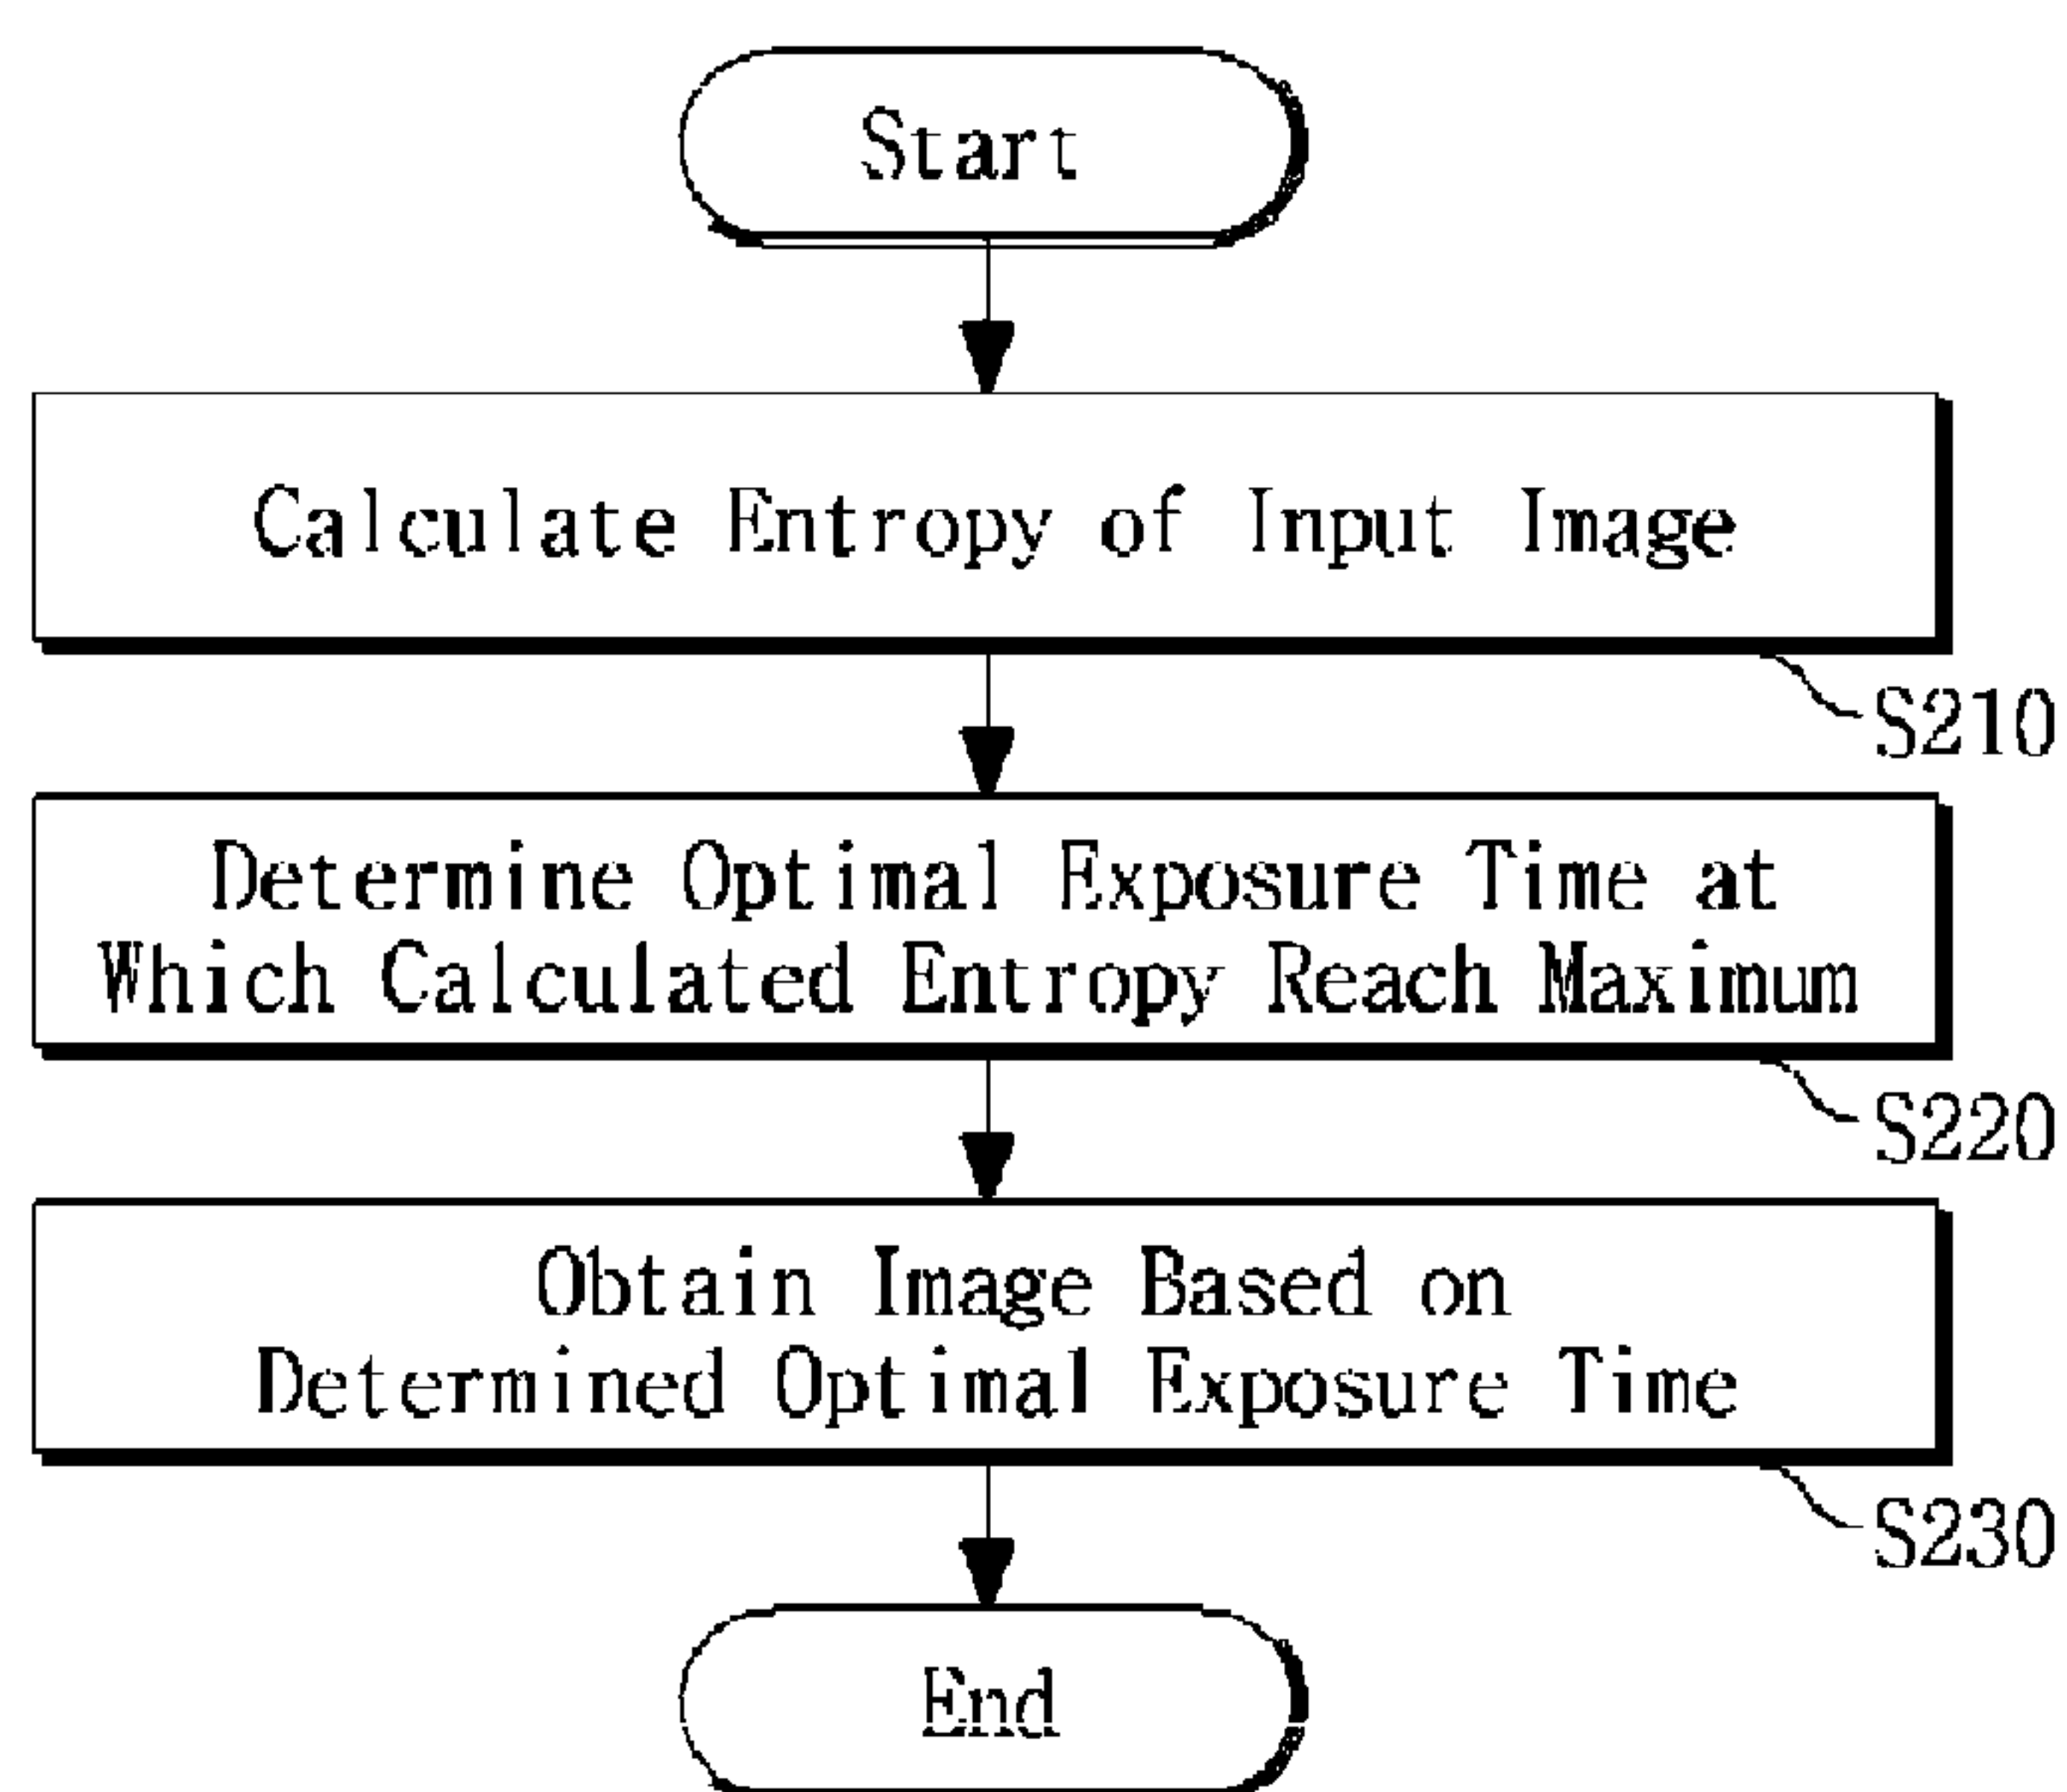 Start
Calculate Entropy of Input Image
S210
Determine Optimal Exposure Time at
Which Calculated Entropy Reach Maximum
S220
Obtain Image Based on
Determined Optimal Exposure Time
S230
End